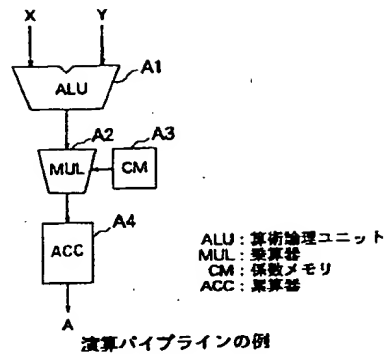 X Y
A1
ALU
A2 A3
MUL CM
A4
ACC
ALU:算術論理ユニット
MUL:乗算器
CM:係数メモリ
ACC:累算器
A
演算パイプラインの例